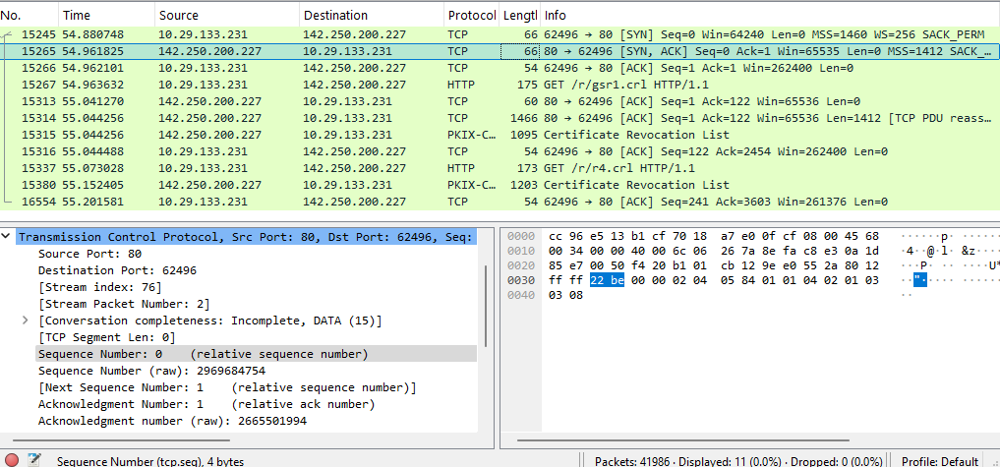 No. Time Source Destination Protocol Lengtl Info
15245 54.880748 10.29.133.231 142.250.200.227 TCP 66 62496 → 80 [SYN] Seq=0 Win=64240 Len=0 MSS=1460 WS=256 SACK_PERM
15265 54.961825 142.250.200.227 10.29.133.231 TCP 66 80 → 62496 [SYN, ACK] Seq=0 Ack=1 Win=65535 Len=0 MSS=1412 SACK_…
15266 54.962101 10.29.133.231 142.250.200.227 TCP 54 62496 → 80 [ACK] Seq=1 Ack=1 Win=262400 Len=0
15267 54.963632 10.29.133.231 142.250.200.227 HTTP 175 GET /r/gsr1.crl HTTP/1.1
15313 55.041270 142.250.200.227 10.29.133.231 TCP 60 80 → 62496 [ACK] Seq=1 Ack=122 Win=65536 Len=0
15314 55.044256 142.250.200.227 10.29.133.231 TCP 1466 80 → 62496 [ACK] Seq=1 Ack=122 Win=65536 Len=1412 [TCP PDU reass…
15315 55.044256 142.250.200.227 10.29.133.231 PKIX-C… 1095 Certificate Revocation List
15316 55.044488 10.29.133.231 142.250.200.227 TCP 54 62496 → 80 [ACK] Seq=122 Ack=2454 Win=262400 Len=0
15337 55.073028 10.29.133.231 142.250.200.227 HTTP 173 GET /r/r4.crl HTTP/1.1
15380 55.152405 142.250.200.227 10.29.133.231 PKIX-C… 1203 Certificate Revocation List
16554 55.201581 10.29.133.231 142.250.200.227 TCP 54 62496 → 80 [ACK] Seq=241 Ack=3603 Win=261376 Len=0
Transmission Control Protocol, Src Port: 80, Dst Port: 62496, Seq:
Source Port: 80
Destination Port: 62496
[Stream index: 76]
[Stream Packet Number: 2]
[Conversation completeness: Incomplete, DATA (15)]
[TCP Segment Len: 0]
Sequence Number: 0 (relative sequence number)
Sequence Number (raw): 2969684754
[Next Sequence Number: 1 (relative sequence number)]
Acknowledgment Number: 1 (relative ack number)
Acknowledgment number (raw): 2665501994
0000 cc 96 e5 13 b1 cf 70 18 a7 e0 0f cf 08 00 45 68 ······p· ······
0010 00 34 00 00 40 00 6c 06 26 7a 8e fa c8 e3 0a 1d ·4··@·l· &z····
0020 85 e7 00 50 f4 20 b1 01 cb 12 9e e0 55 2a 80 12 ···P· ·· ····U*
0030 ff ff 22 be 00 00 02 04 05 84 01 01 04 02 01 03 ··"····· ······
0040 03 08 ··
Sequence Number (tcp.seq), 4 bytes
Packets: 41986 · Displayed: 11 (0.0%) · Dropped: 0 (0.0%)
Profile: Default